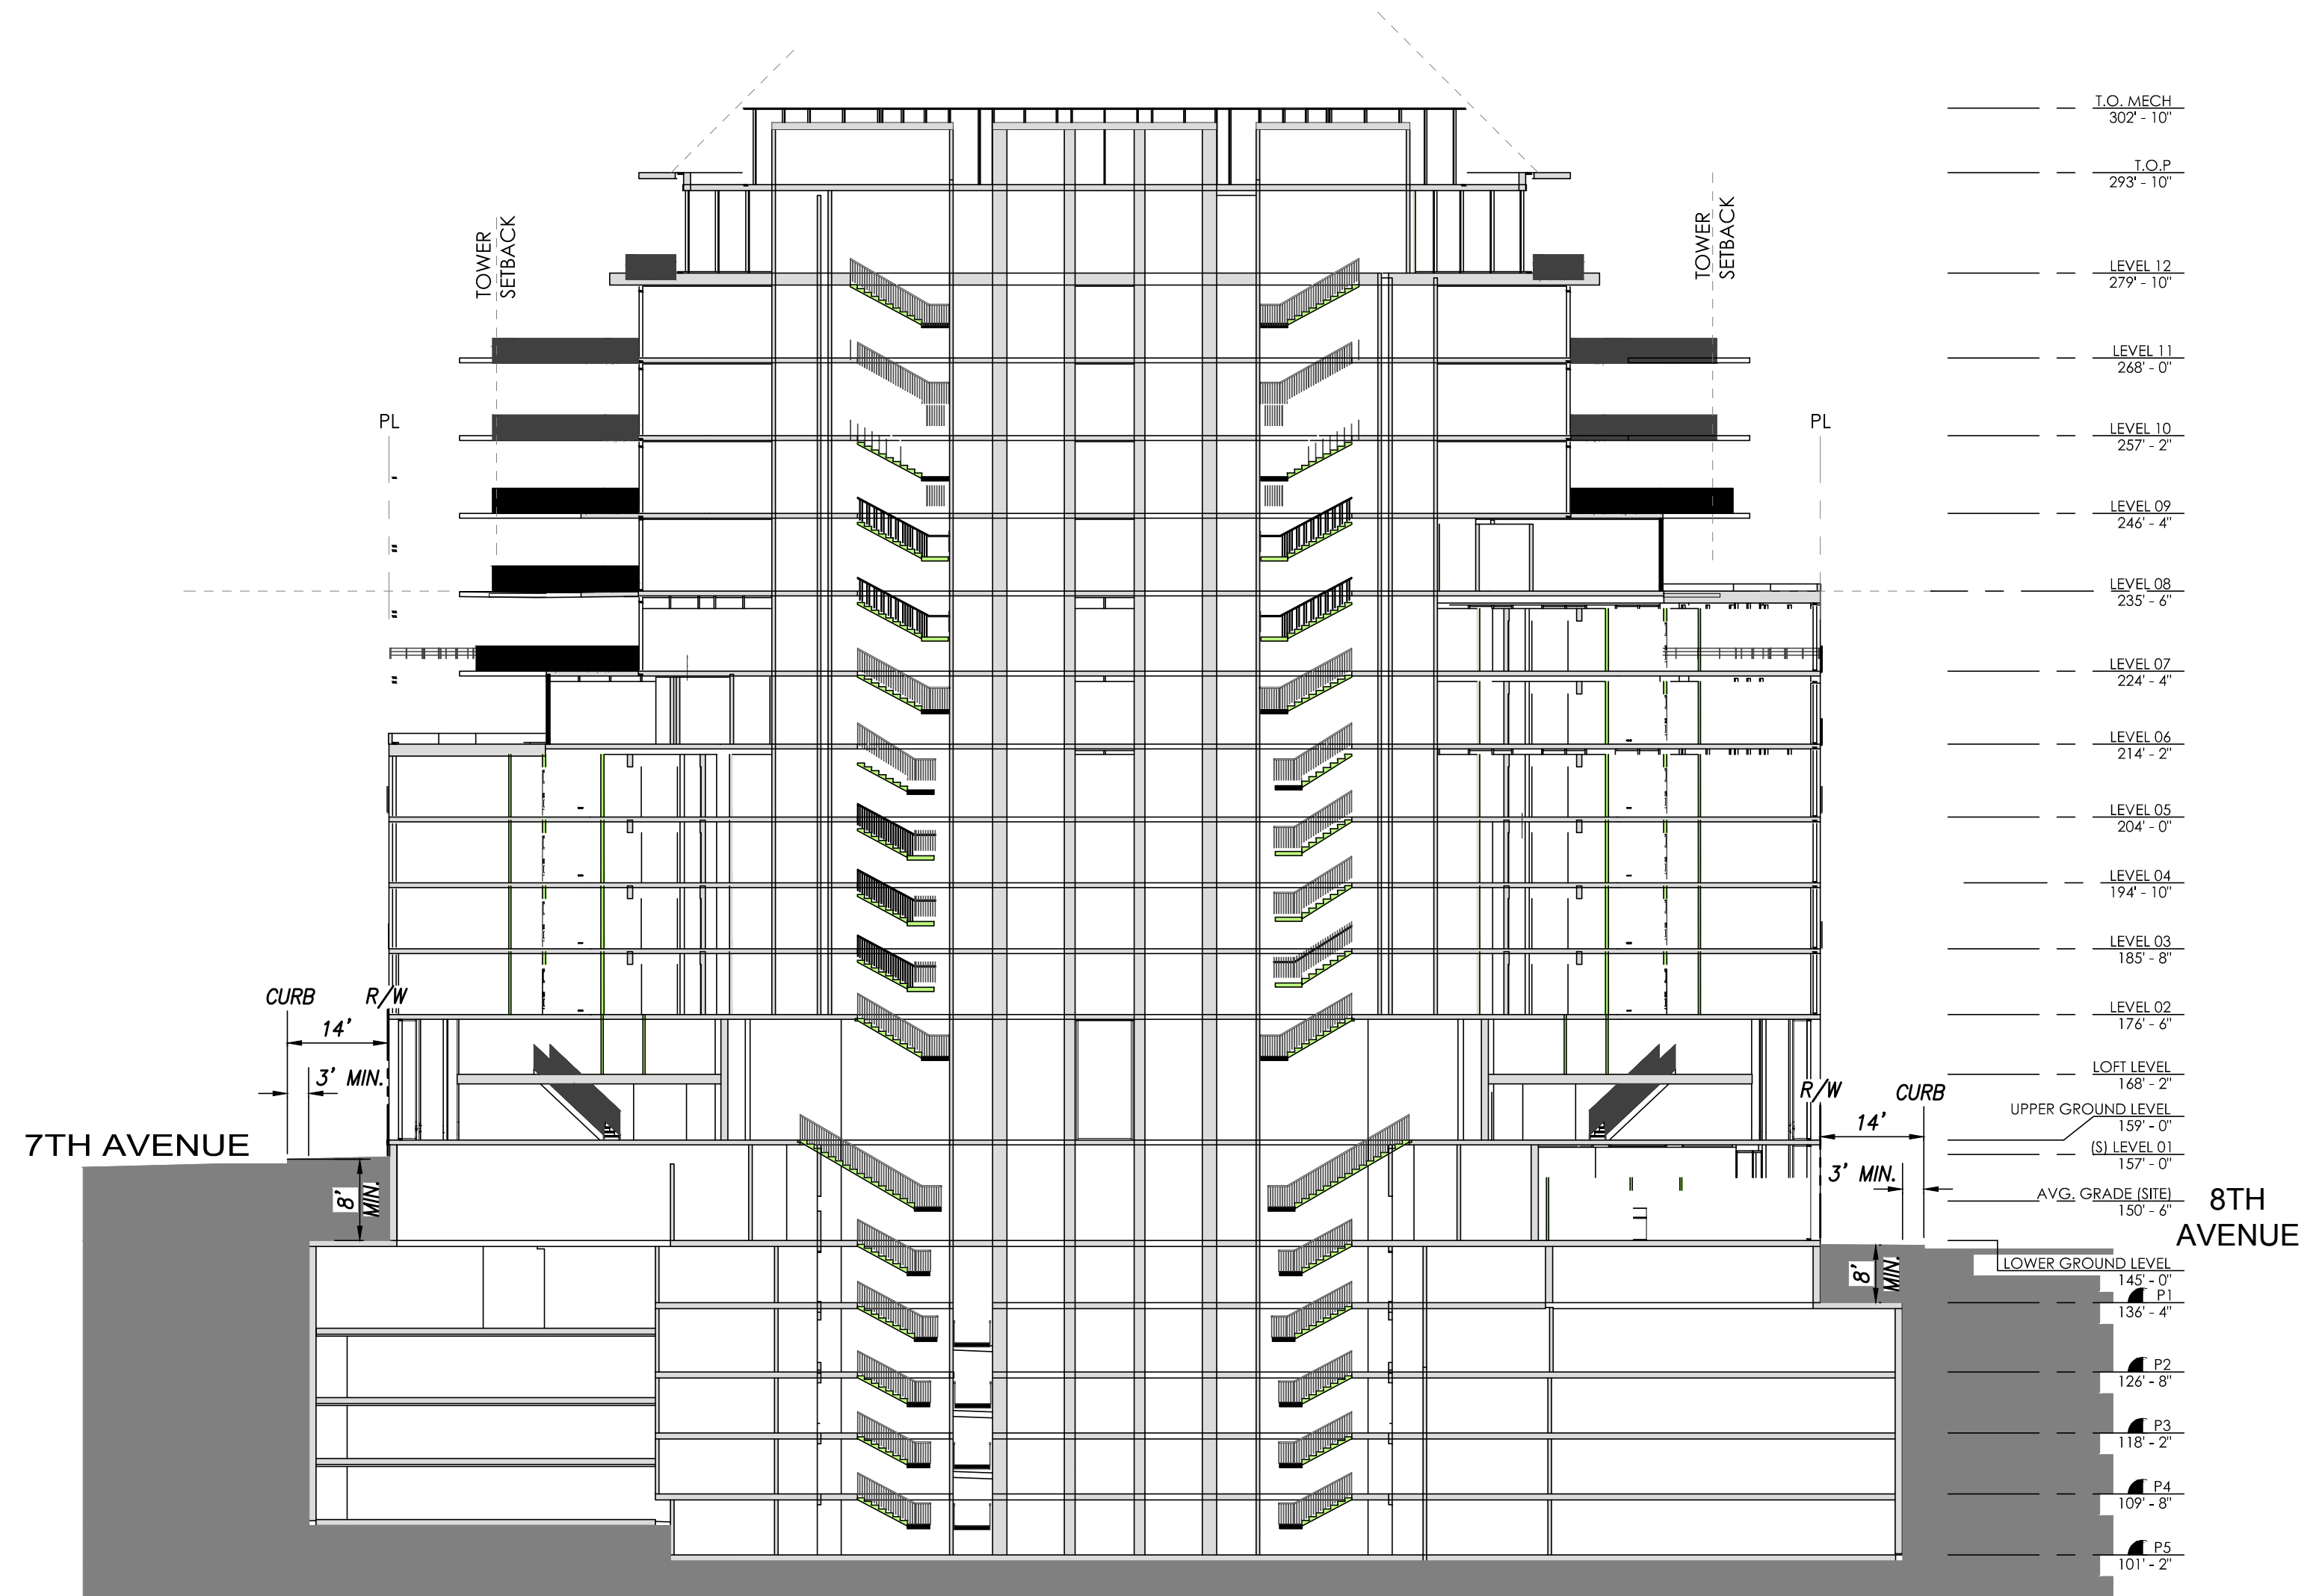 T.O. MECH
302' - 10"
T.O.P
293' - 10"
TOWER
SETBACK
TOWER
SETBACK
LEVEL 12
279' - 10"
LEVEL 11
268' - 0"
PL
PL
LEVEL 10
257' - 2"
LEVEL 09
246' - 4"
LEVEL 08
235' - 6"
LEVEL 07
224' - 4"
LEVEL 06
214' - 2"
LEVEL 05
204' - 0"
LEVEL 04
194' - 10"
LEVEL 03
185' - 8"
CURB
R/W
14'
LEVEL 02
176' - 6"
3' MIN.
LOFT LEVEL
168' - 2"
R/W
CURB
14'
UPPER GROUND LEVEL
159' - 0"
7TH AVENUE
(S) LEVEL 01
157' - 0"
3' MIN.
8'
MIN.
AVG. GRADE (SITE)
150' - 6"
8TH
AVENUE
LOWER GROUND LEVEL
145' - 0"
8'
MIN.
P1
136' - 4"
P2
126' - 8"
P3
118' - 2"
P4
109' - 8"
P5
101' - 2"